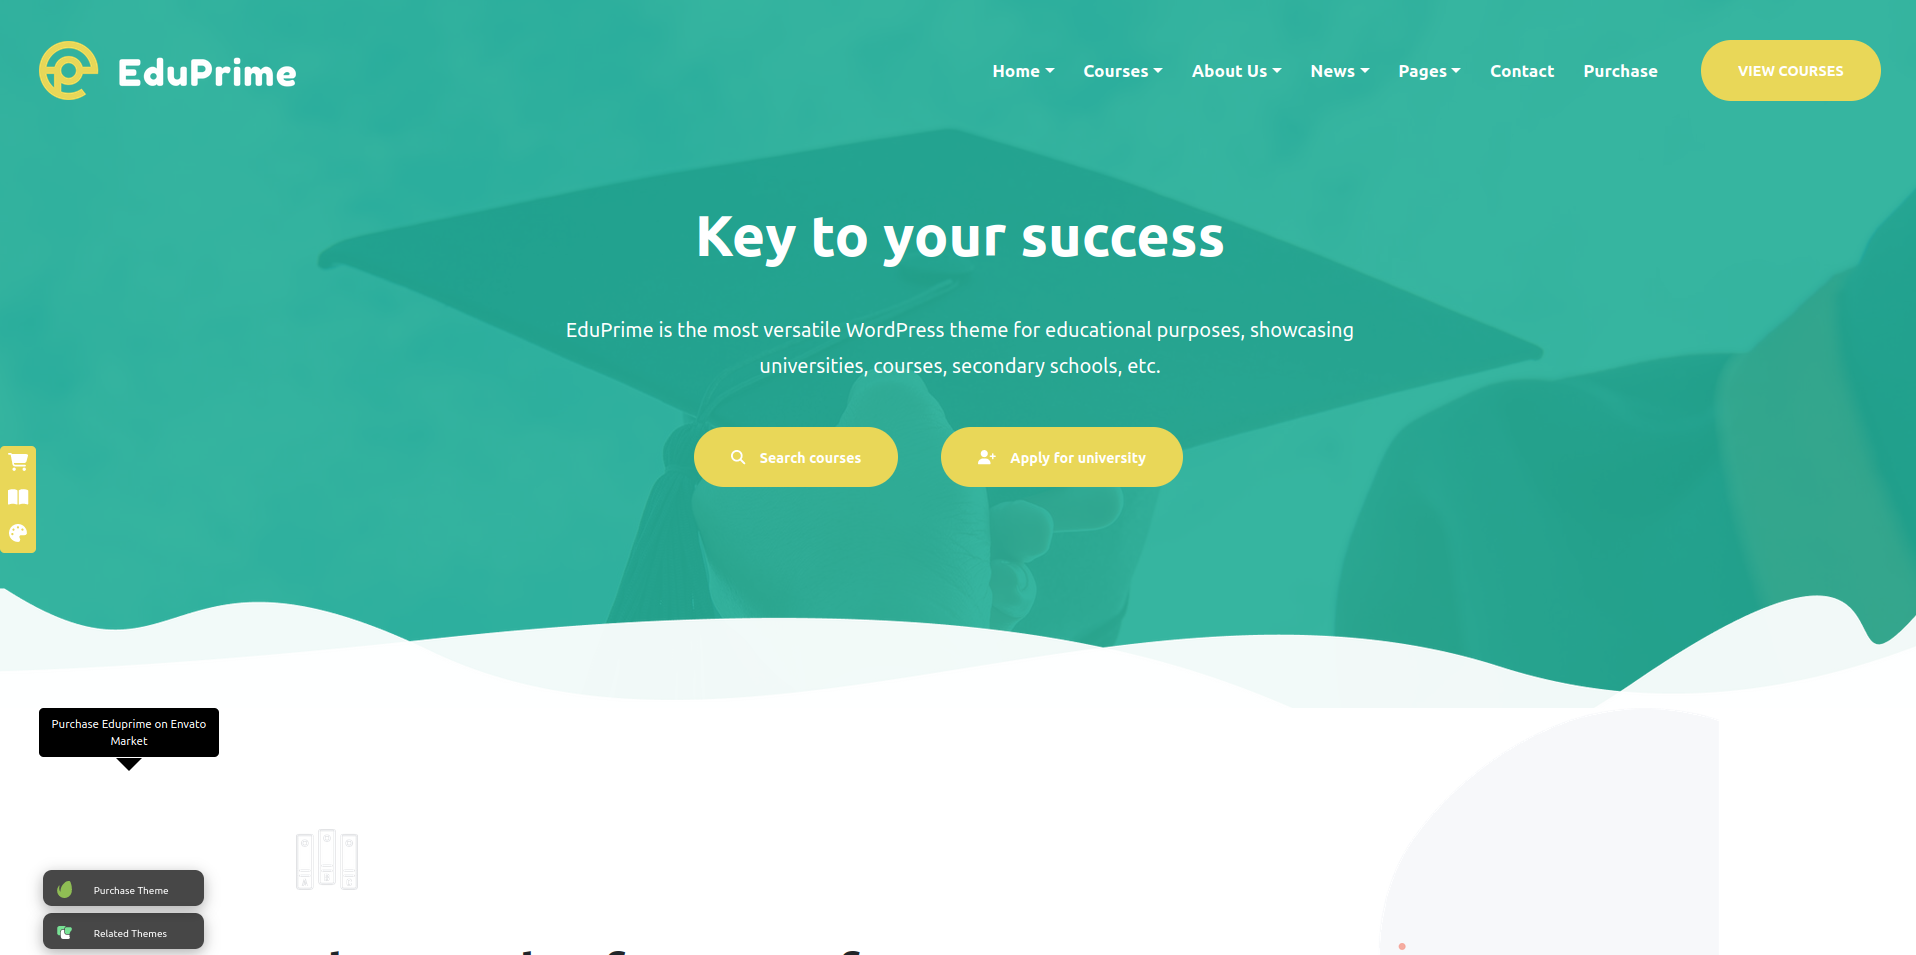 EduPrime
Home
Courses
About Us
News
Pages
Contact
Purchase
VIEW COURSES
Key to your success
EduPrime is the most versatile WordPress theme for educational purposes, showcasing
universities, courses, secondary schools, etc.
Search courses
Apply for university
Purchase Eduprime on Envato
Market
Purchase Theme
Related Themes